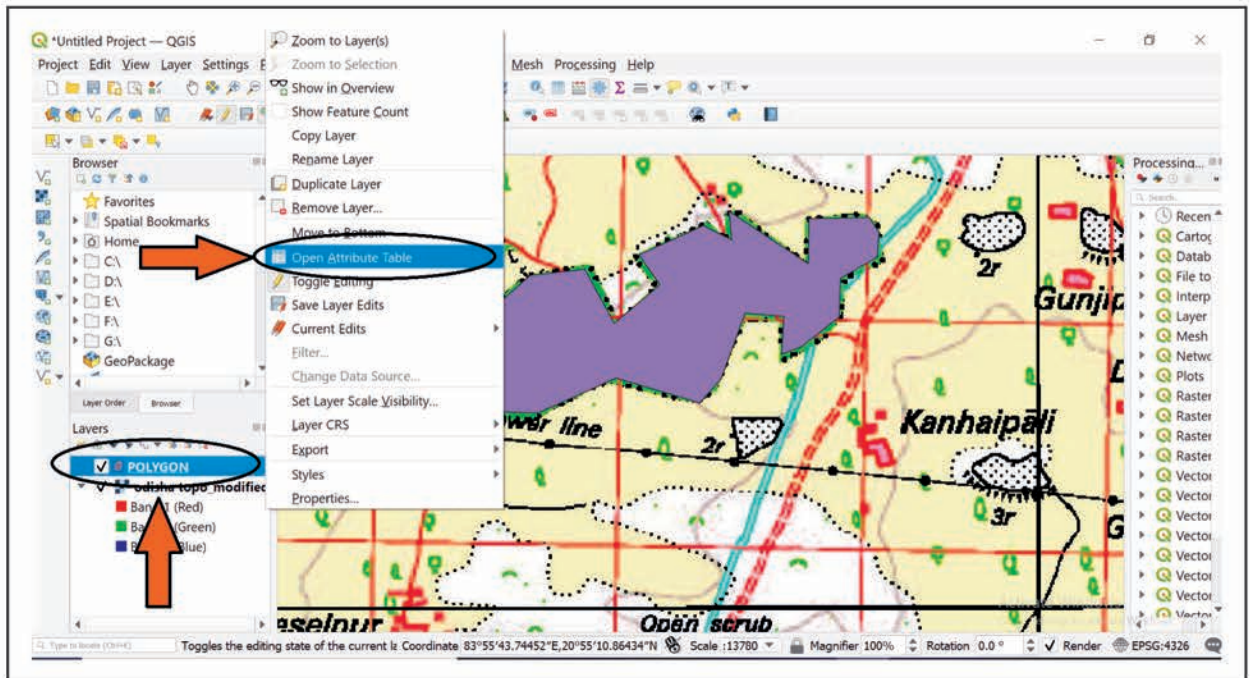 *Untitled Project — QGIS
Project Edit View Layer Settings
Mesh Processing Help
Zoom to Layer(s)
Zoom to Selection
Show in Overview
Show Feature Count
Copy Layer
Rename Layer
Duplicate Layer
Remove Layer...
Move to Bottom
Open Attribute Table
Toggle Editing
Save Layer Edits
Current Edits
Filter...
Change Data Source...
Set Layer Scale Visibility...
Layer CRS
Export
Styles
Properties...
Browser
Favorites
Spatial Bookmarks
Home
C:\
D:\
E:\
F:\
G:\
GeoPackage
Layer Order Browser
Layers
POLYGON
odisha topo_modified
(Red)
(Green)
2r
Gunjip
Kanhaipāli
line
2r
3r
G
Open scrub
Processing...
Search...
Recen
Cartog
Datab
File to
Interp
Layer
Mesh
Netwo
Plots
Raster
Raster
Raster
Raster
Vector
Vector
Vector
Vector
Vector
Vector
Vector
Vector
Type to locate (Ctrl+K)
Toggles the editing state of the current la Coordinate 83°55'43.74452"E,20°55'10.86434"N Scale :13780 Magnifier 100% Rotation 0.0 ° Render EPSG:4326